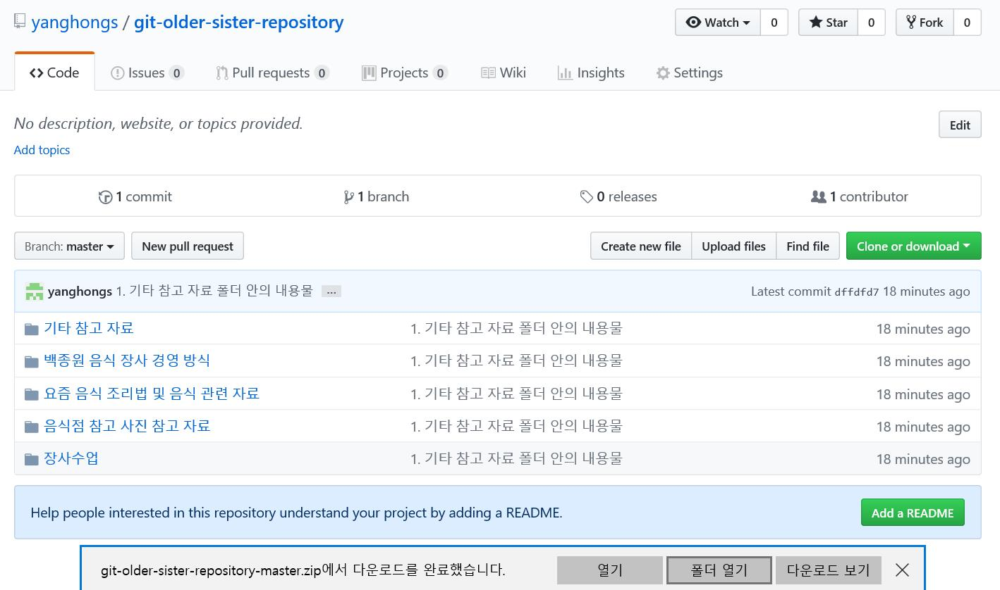 yanghongs / git-older-sister-repository
Watch 0 Star 0 Fork 0
Code Issues 0 Pull requests 0 Projects 0 Wiki Insights Settings
No description, website, or topics provided. Edit
Add topics
1 commit 1 branch 0 releases 1 contributor
Branch: master New pull request Create new file Upload files Find file Clone or download
yanghongs 1. 기타 참고 자료 폴더 안의 내용물 ... Latest commit dffdfd7 18 minutes ago
기타 참고 자료 1. 기타 참고 자료 폴더 안의 내용물 18 minutes ago
백종원 음식 장사 경영 방식 1. 기타 참고 자료 폴더 안의 내용물 18 minutes ago
요즘 음식 조리법 및 음식 관련 자료 1. 기타 참고 자료 폴더 안의 내용물 18 minutes ago
음식점 참고 사진 참고 자료 1. 기타 참고 자료 폴더 안의 내용물 18 minutes ago
장사수업 1. 기타 참고 자료 폴더 안의 내용물 18 minutes ago
Help people interested in this repository understand your project by adding a README. Add a README
git-older-sister-repository-master.zip에서 다운로드를 완료했습니다. 열기 폴더 열기 다운로드 보기